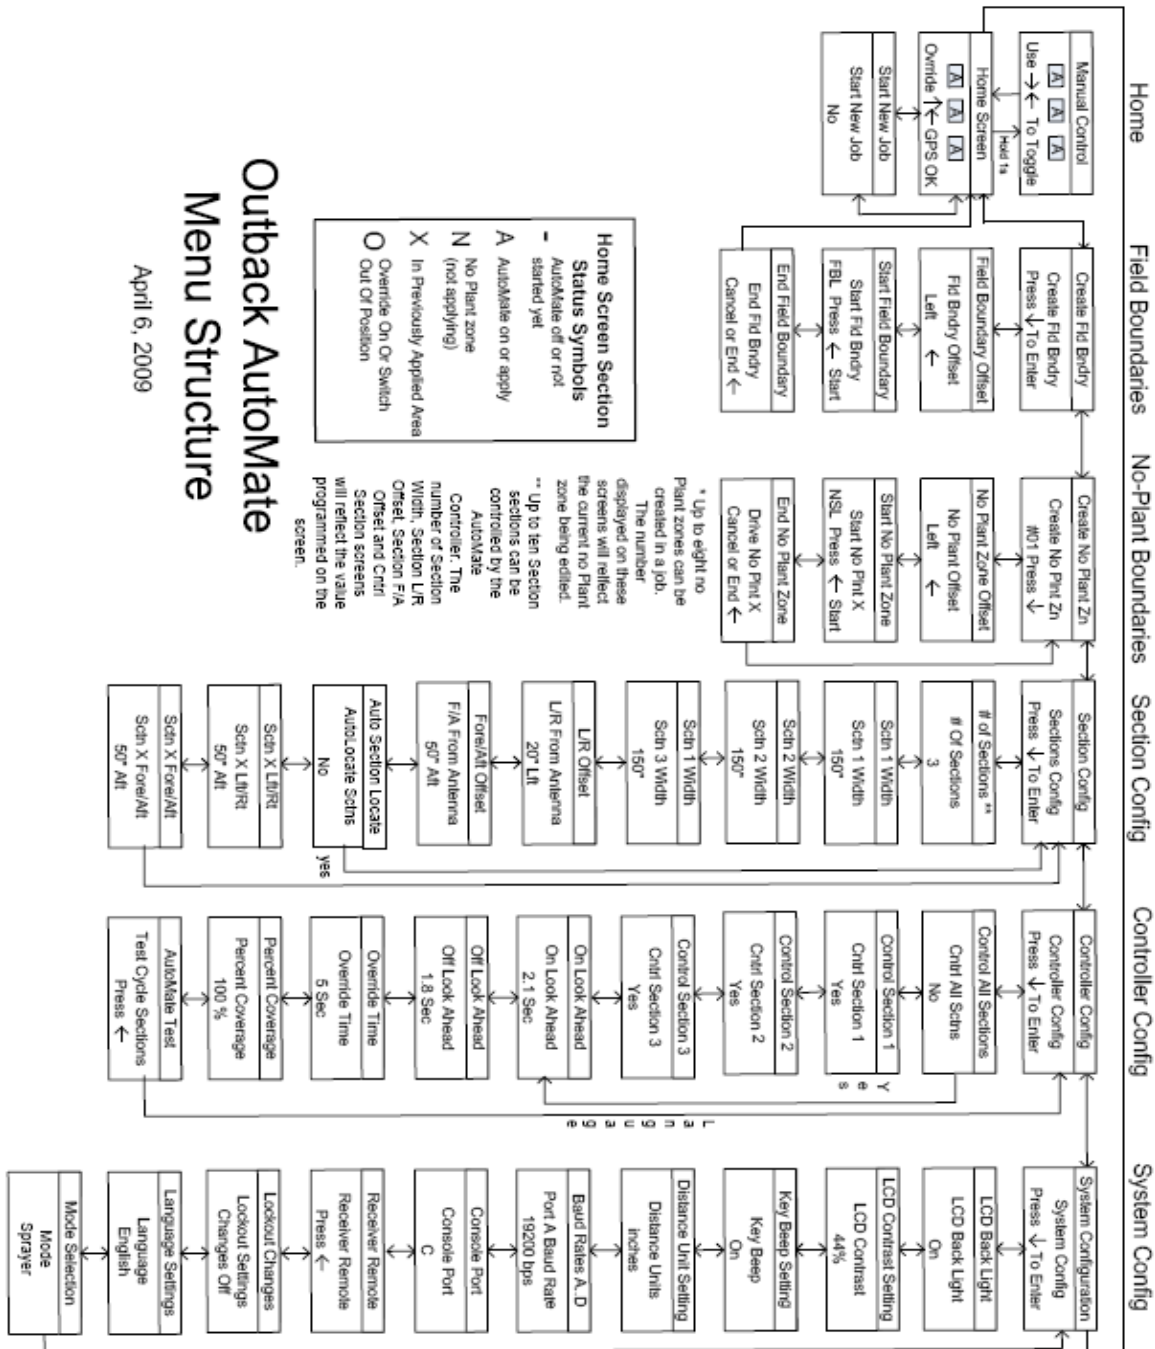 Home
Manual Control
A A A
Use → ← To Toggle
Hold 1s
Home Screen
A A A
Ovrride ↑← GPS OK
Start New Job
Start New Job
No
Field Boundaries
Create Fld Bndry
Create Fld Bndry
Press ↓ To Enter
Field Boundary Offset
Fld Bndry Offset
Left ←
Start Field Boundary
Start Fld Bndry
FBL Press ← Start
End Field Boundary
End Fld Bndry
Cancel or End ←
No-Plant Boundaries
Create No Plant Zn
Create No Plnt Zn
#01 Press ↓
No Plant Zone Offset
No Plant Offset
Left ←
Start No Plant Zone
Start No Plnt X
NSL Press ← Start
End No Plant Zone
Drive No Plnt X
Cancel or End ←
Section Config
Section Config
Sections Config
Press ↓ To Enter
# of Sections **
# Of Sections
3
Sctn 1 Width
Sctn 1 Width
150"
Sctn 2 Width
Sctn 2 Width
150"
Sctn 1 Width
Sctn 3 Width
150"
L/R Offset
L/R From Antenna
20" Lft
Fore/Aft Offset
F/A From Antenna
50" Aft
Auto Section Locate
AutoLocate Sctns
No
yes
Sctn X Lft/Rt
Sctn X Lft/Rt
50" Aft
Sctn X Fore/Aft
Sctn X Fore/Aft
50" Aft
Controller Config
Controller Config
Controller Config
Press ↓ To Enter
Control All Sections
Cntrl All Sctns
No
Yes
Control Section 1
Cntrl Section 1
Yes
Control Section 2
Cntrl Section 2
Yes
Control Section 3
Cntrl Section 3
Yes
On Look Ahead
On Look Ahead
2.1 Sec
Off Look Ahead
Off Look Ahead
1.8 Sec
Override Time
Override Time
5 Sec
Percent Coverage
Percent Coverage
100 %
AutoMate Test
Test Cycle Sections
Press ←
Language
System Config
System Configuration
System Config
Press ↓ To Enter
LCD Back Light
LCD Back Light
On
LCD Contrast Setting
LCD Contrast
44%
Key Beep Setting
Key Beep
On
Distance Unit Setting
Distance Units
inches
Baud Rates A..D
Port A Baud Rate
19200 bps
Console Port
Console Port
C
Receiver Remote
Receiver Remote
Press ←
Lockout Changes
Lockout Settings
Changes Off
Language Settings
Language
English
Mode Selection
Mode
Sprayer
Home Screen Section
Status Symbols
- AutoMate off or not
started yet
A AutoMate on or apply
N No Plant zone
(not applying)
X In Previously Applied Area
O Override On Or Switch
Out Of Position
* Up to eight no
Plant zones can be
created in a job.
The number
displayed on these
screens will relfect
the current no Plant
zone being edited.
** Up to ten Section
sections can be
controlled by the
AutoMate
Controller. The
number of Section
Width, Section L/R
Offset, Section F/A
Offset and Cntrl
Section screens
will reflect the value
programmed on the
screen.
Outback AutoMate
Menu Structure
April 6, 2009